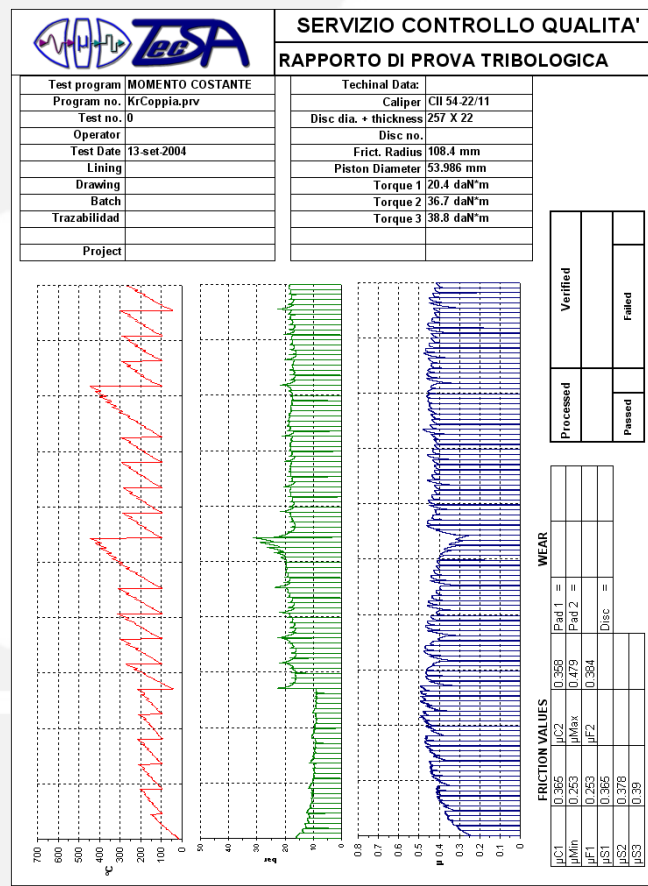 TecSA
SERVIZIO CONTROLLO QUALITA'
RAPPORTO DI PROVA TRIBOLOGICA
Test program MOMENTO COSTANTE
Program no. KrCoppia.prv
Test no. 0
Operator
Test Date 13-set-2004
Lining
Drawing
Batch
Trazabilidad
Project
Techinal Data:
Caliper CII 54-22/11
Disc dia. + thickness 257 X 22
Disc no.
Frict. Radius 108.4 mm
Piston Diameter 53.986 mm
Torque 1 20.4 daN*m
Torque 2 36.7 daN*m
Torque 3 38.8 daN*m
Processed Verified
Passed Failed
700 600 500 400 300 200 100 0
°C
50 40 30 20 10 0
bar
0.8 0.7 0.6 0.5 0.4 0.3 0.2 0.1 0
µ
FRICTION VALUES WEAR
µC1 0.365 µC2 0.358 Pad 1 =
µMin 0.253 µMax 0.479 Pad 2 =
µF1 0.253 µF2 0.384
µS1 0.365 Disc =
µS2 0.378
µS3 0.39